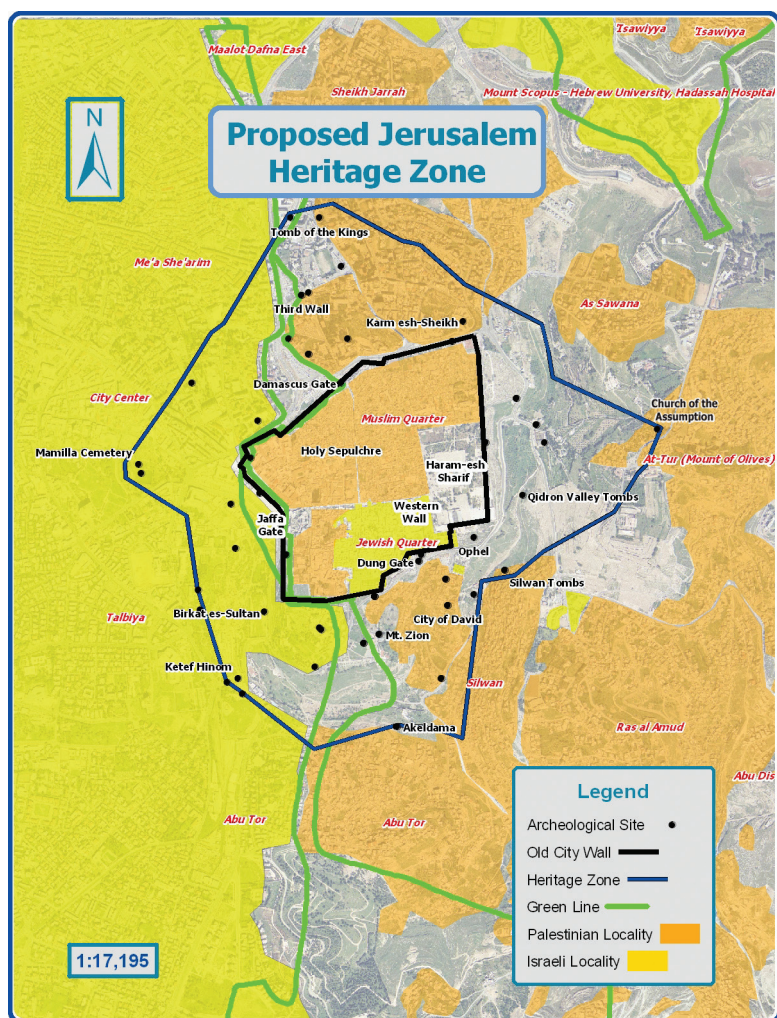 Maalot Dafna East
'Isawiyya
'Isawiyya
Sheikh Jarrah
Mount Scopus - Hebrew University, Hadassah Hospital
N
Proposed Jerusalem
Heritage Zone
Tomb of the Kings
Me'a She'arim
As Sawana
Third Wall
Karm esh-Sheikh
Damascus Gate
City Center
Church of the
Assumption
Muslim Quarter
Mamilla Cemetery
Holy Sepulchre
At-Tur (Mount of Olives)
Haram-esh
Sharif
Qidron Valley Tombs
Western
Wall
Jaffa
Gate
Jewish Quarter
Ophel
Dung Gate
Silwan Tombs
Birkat es-Sultan
Talbiya
City of David
Mt. Zion
Ketef Hinom
Silwan
Akeldama
Ras al Amud
Abu Dis
Abu Tor
Abu Tor
Legend
Archeological Site
Old City Wall
Heritage Zone
Green Line
Palestinian Locality
Israeli Locality
1:17,195